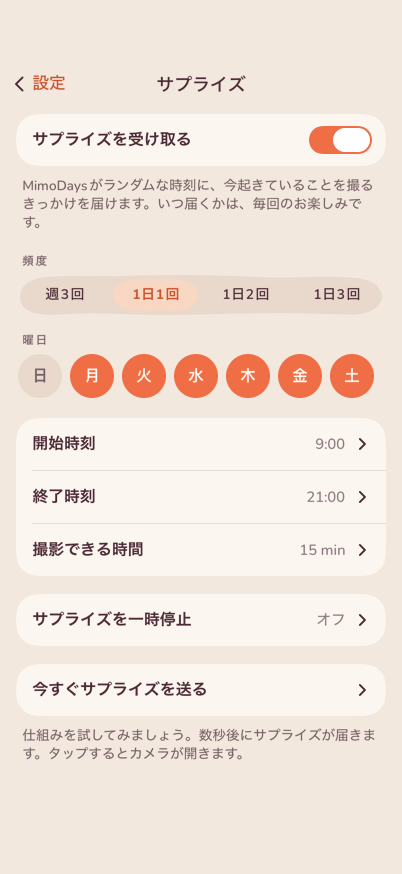 設定
サプライズ
サプライズを受け取る
MimoDaysがランダムな時刻に、今起きていることを撮る
きっかけを届けます。いつ届くかは、毎回のお楽しみで
す。
頻度
週3回 1日1回 1日2回 1日3回
曜日
日 月 火 水 木 金 土
開始時刻 9:00
終了時刻 21:00
撮影できる時間 15 min
サプライズを一時停止 オフ
今すぐサプライズを送る
仕組みを試してみましょう。数秒後にサプライズが届きま
す。タップするとカメラが開きます。